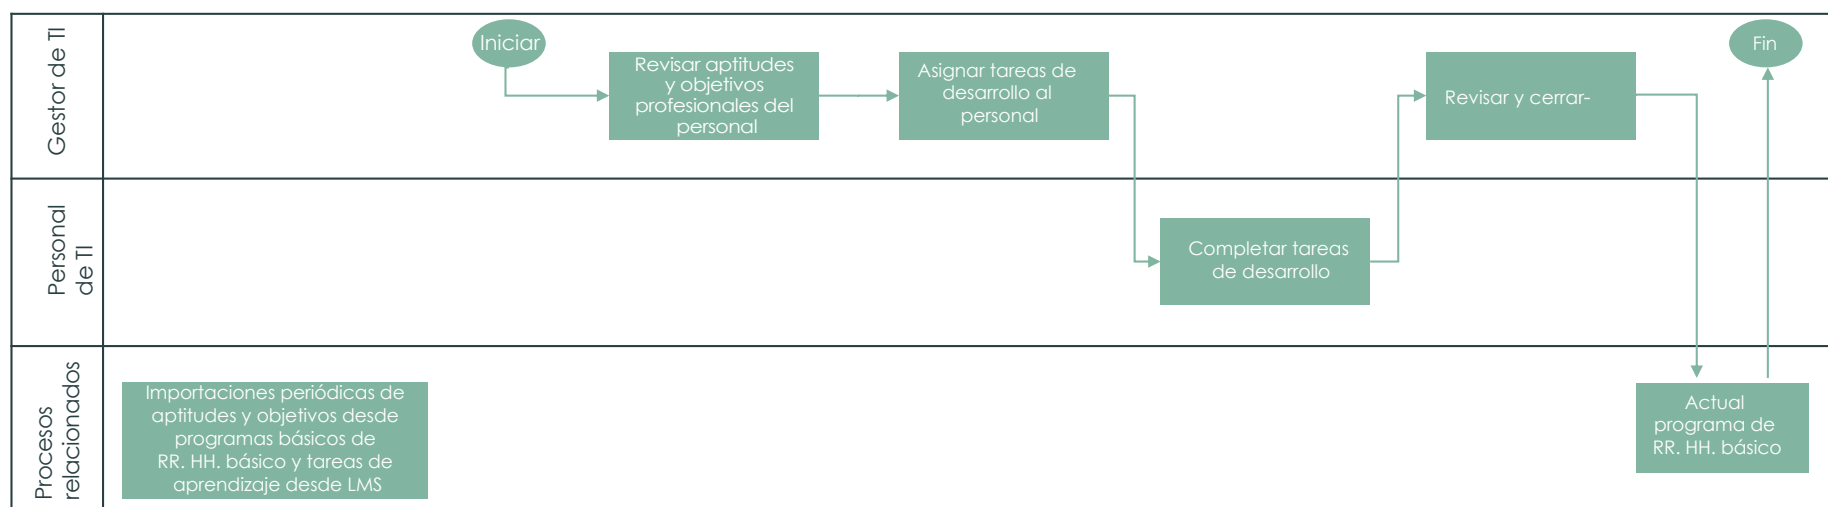 Gestor de TI
Iniciar
Revisar aptitudes
y objetivos
profesionales del
personal
Asignar tareas de
desarrollo al
personal
Revisar y cerrar-
Fin
Personal
de TI
Completar tareas
de desarrollo
Procesos
relacionados
Importaciones periódicas de
aptitudes y objetivos desde
programas básicos de
RR. HH. básico y tareas de
aprendizaje desde LMS
Actual
programa de
RR. HH. básico